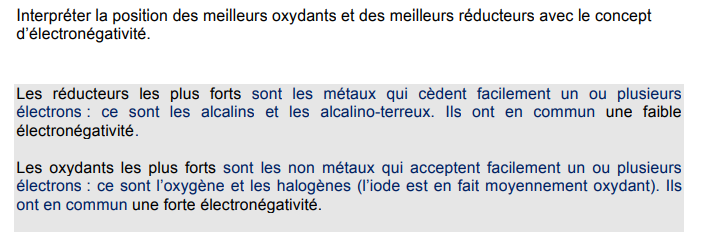 Interpréter la position des meilleurs oxydants et des meilleurs réducteurs avec le concept
d’électronégativité.
Les réducteurs les plus forts sont les métaux qui cèdent facilement un ou plusieurs
électrons : ce sont les alcalins et les alcalino-terreux. Ils ont en commun une faible
électronégativité.
Les oxydants les plus forts sont les non métaux qui acceptent facilement un ou plusieurs
électrons : ce sont l’oxygène et les halogènes (l’iode est en fait moyennement oxydant). Ils
ont en commun une forte électronégativité.